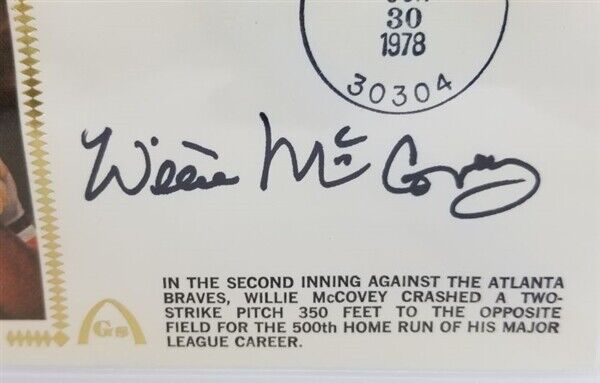 30
1978
30304
Willie McCovey
IN THE SECOND INNING AGAINST THE ATLANTA
BRAVES, WILLIE McCOVEY CRASHED A TWO-
STRIKE PITCH 350 FEET TO THE OPPOSITE
FIELD FOR THE 500th HOME RUN OF HIS MAJOR
LEAGUE CAREER.
Gs